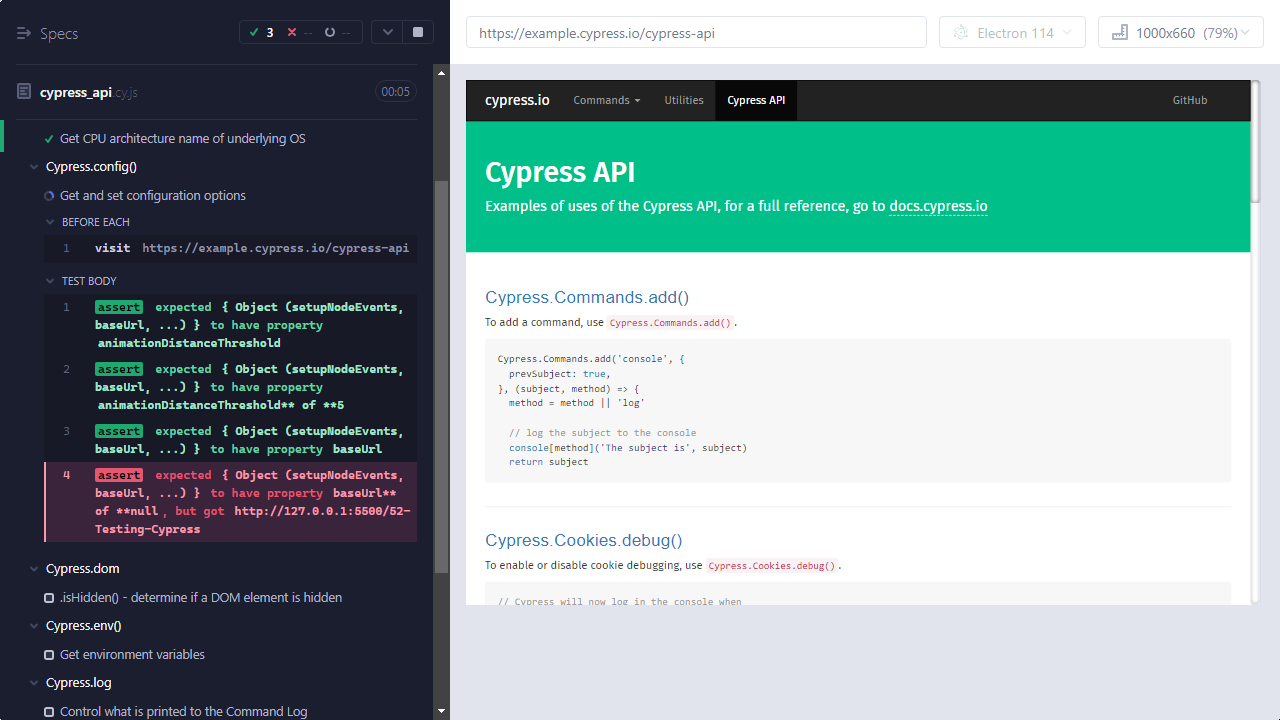 Specs
3 -- --
cypress_api.cy.js 00:05
Get CPU architecture name of underlying OS
Cypress.config()
Get and set configuration options
BEFORE EACH
1 visit https://example.cypress.io/cypress-api
TEST BODY
1 assert expected { Object (setupNodeEvents,
baseUrl, ...) } to have property
animationDistanceThreshold
2 assert expected { Object (setupNodeEvents,
baseUrl, ...) } to have property
animationDistanceThreshold** of **5
3 assert expected { Object (setupNodeEvents,
baseUrl, ...) } to have property baseUrl
4 assert expected { Object (setupNodeEvents,
baseUrl, ...) } to have property baseUrl**
of **null, but got http://127.0.0.1:5500/52-
Testing-Cypress
Cypress.dom
.isHidden() - determine if a DOM element is hidden
Cypress.env()
Get environment variables
Cypress.log
Control what is printed to the Command Log
https://example.cypress.io/cypress-api
Electron 114
1000x660 (79%)
cypress.io Commands Utilities Cypress API GitHub
Cypress API
Examples of uses of the Cypress API, for a full reference, go to docs.cypress.io
Cypress.Commands.add()
To add a command, use Cypress.Commands.add().
Cypress.Commands.add('console', {
prevSubject: true,
}, (subject, method) => {
method = method || 'log'
// log the subject to the console
console[method]('The subject is', subject)
return subject
Cypress.Cookies.debug()
To enable or disable cookie debugging, use Cypress.Cookies.debug().
// Cypress will now log in the console when